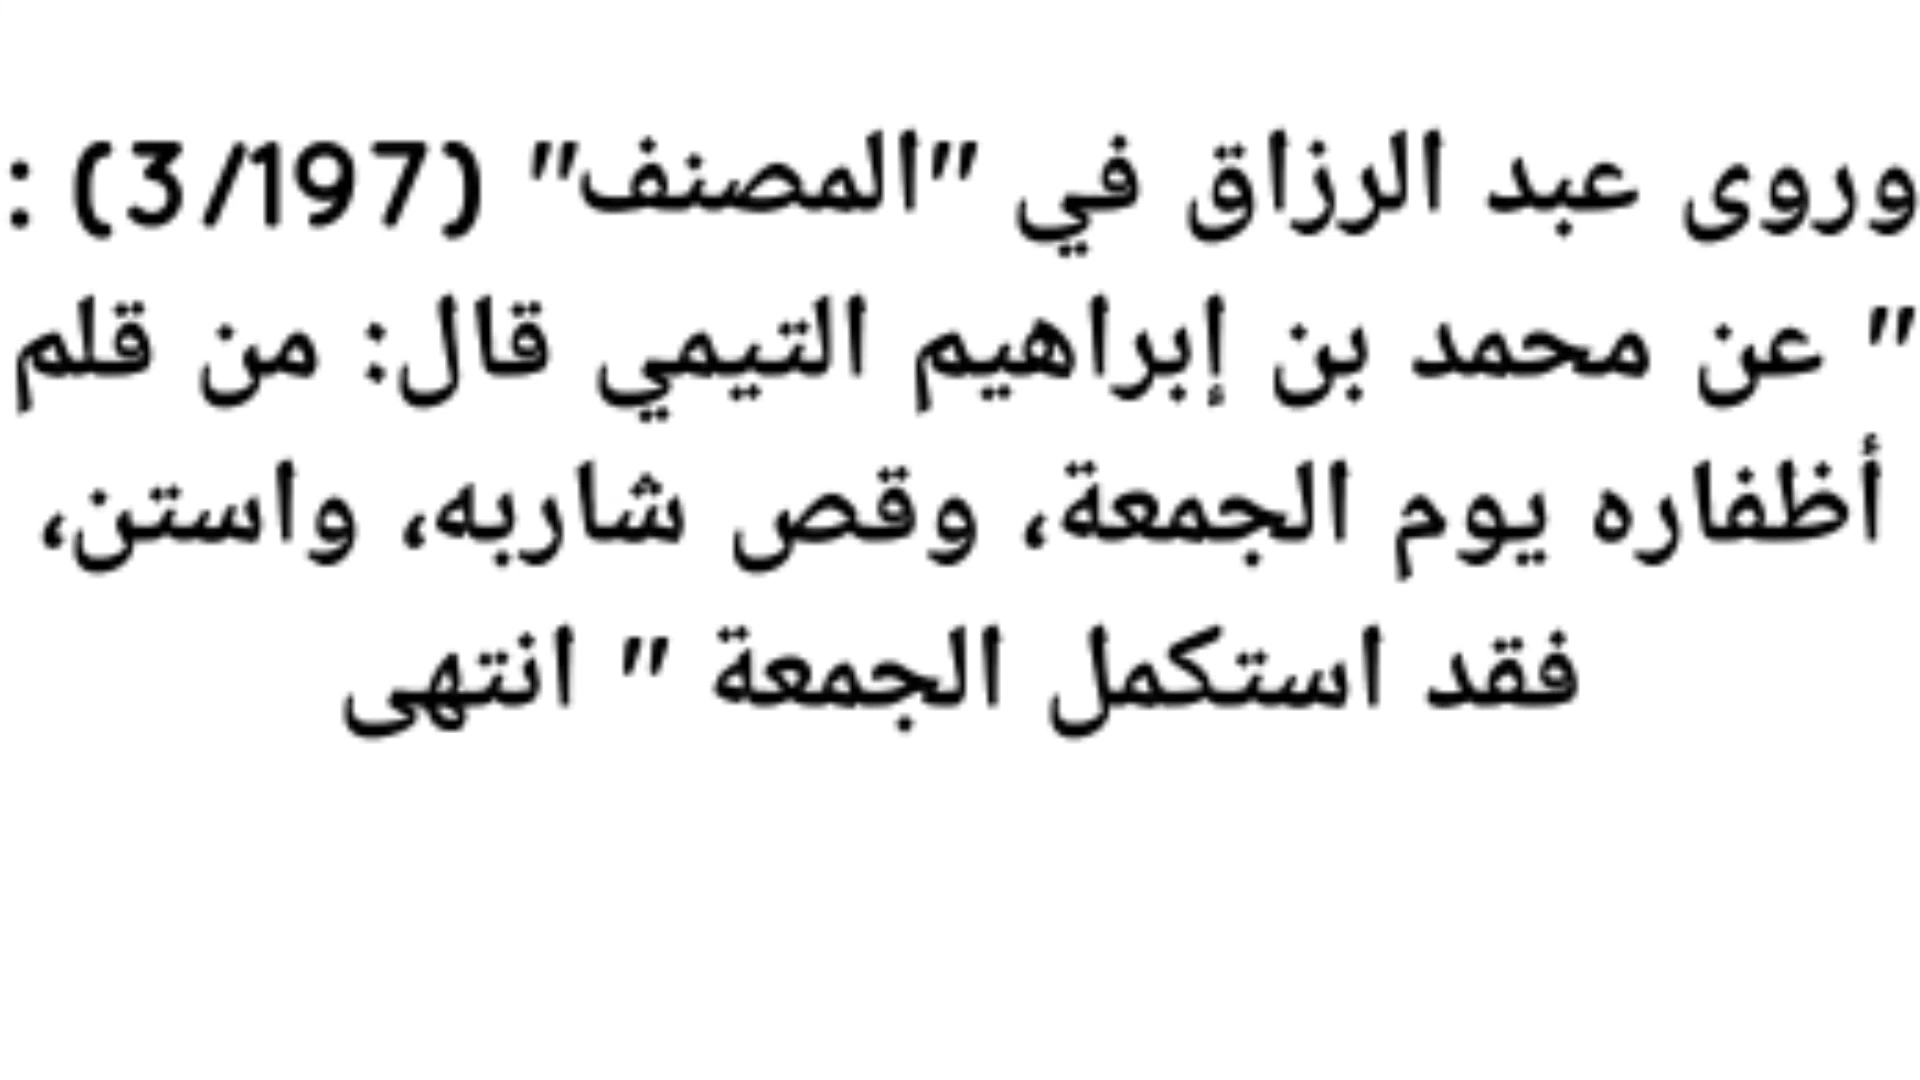 وروى عبد الرزاق في "المصنف" (3/197) :
" عن محمد بن إبراهيم التيمي قال: من قلم
أظفاره يوم الجمعة، وقص شاربه، واستن،
فقد استكمل الجمعة " انتهى